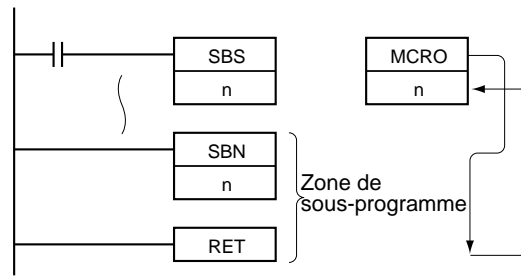 SBS
n
MCRO
n
SBN
n
Zone de
sous-programme
RET